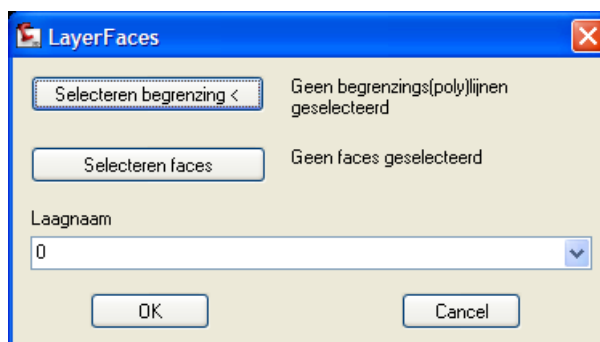 LayerFaces
Selecteren begrenzing <
Geen begrenzings(poly)lijnen
geselecteerd
Selecteren faces
Geen faces geselecteerd
Laagnaam
0
OK
Cancel